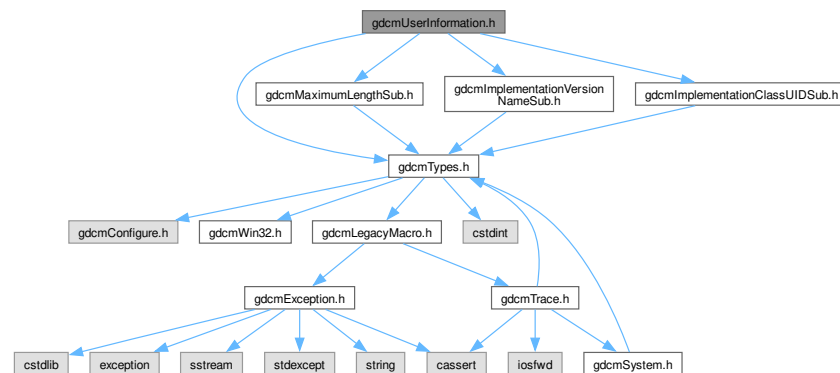 gdcmUserInformation.h
gdcmMaximumLengthSub.h
gdcmImplementationVersion
NameSub.h
gdcmImplementationClassUIDSub.h
gdcmTypes.h
gdcmConfigure.h
gdcmWin32.h
gdcmLegacyMacro.h
cstdint
gdcmException.h
gdcmTrace.h
cstdlib
exception
sstream
stdexcept
string
cassert
iosfwd
gdcmSystem.h